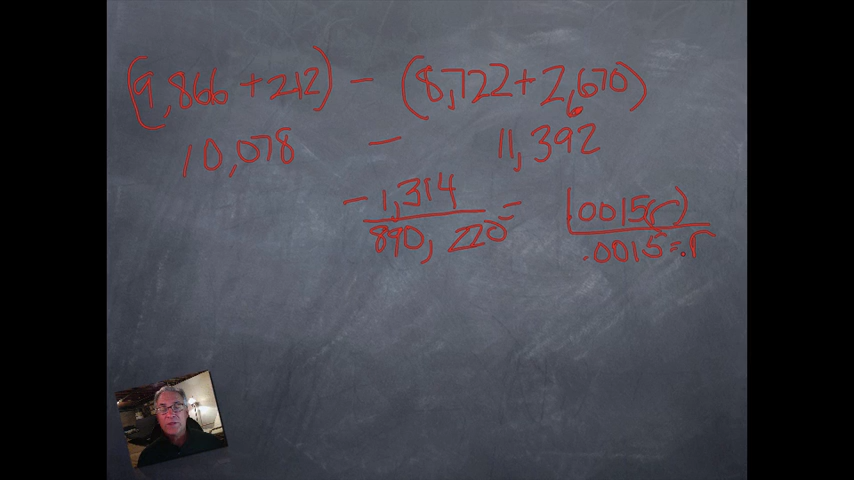 (9,866 + 212) - (8,722 + 2,670)
10,078 - 11,392
-1,314 / 890,220 = (.0015(r)
.0015 = .r